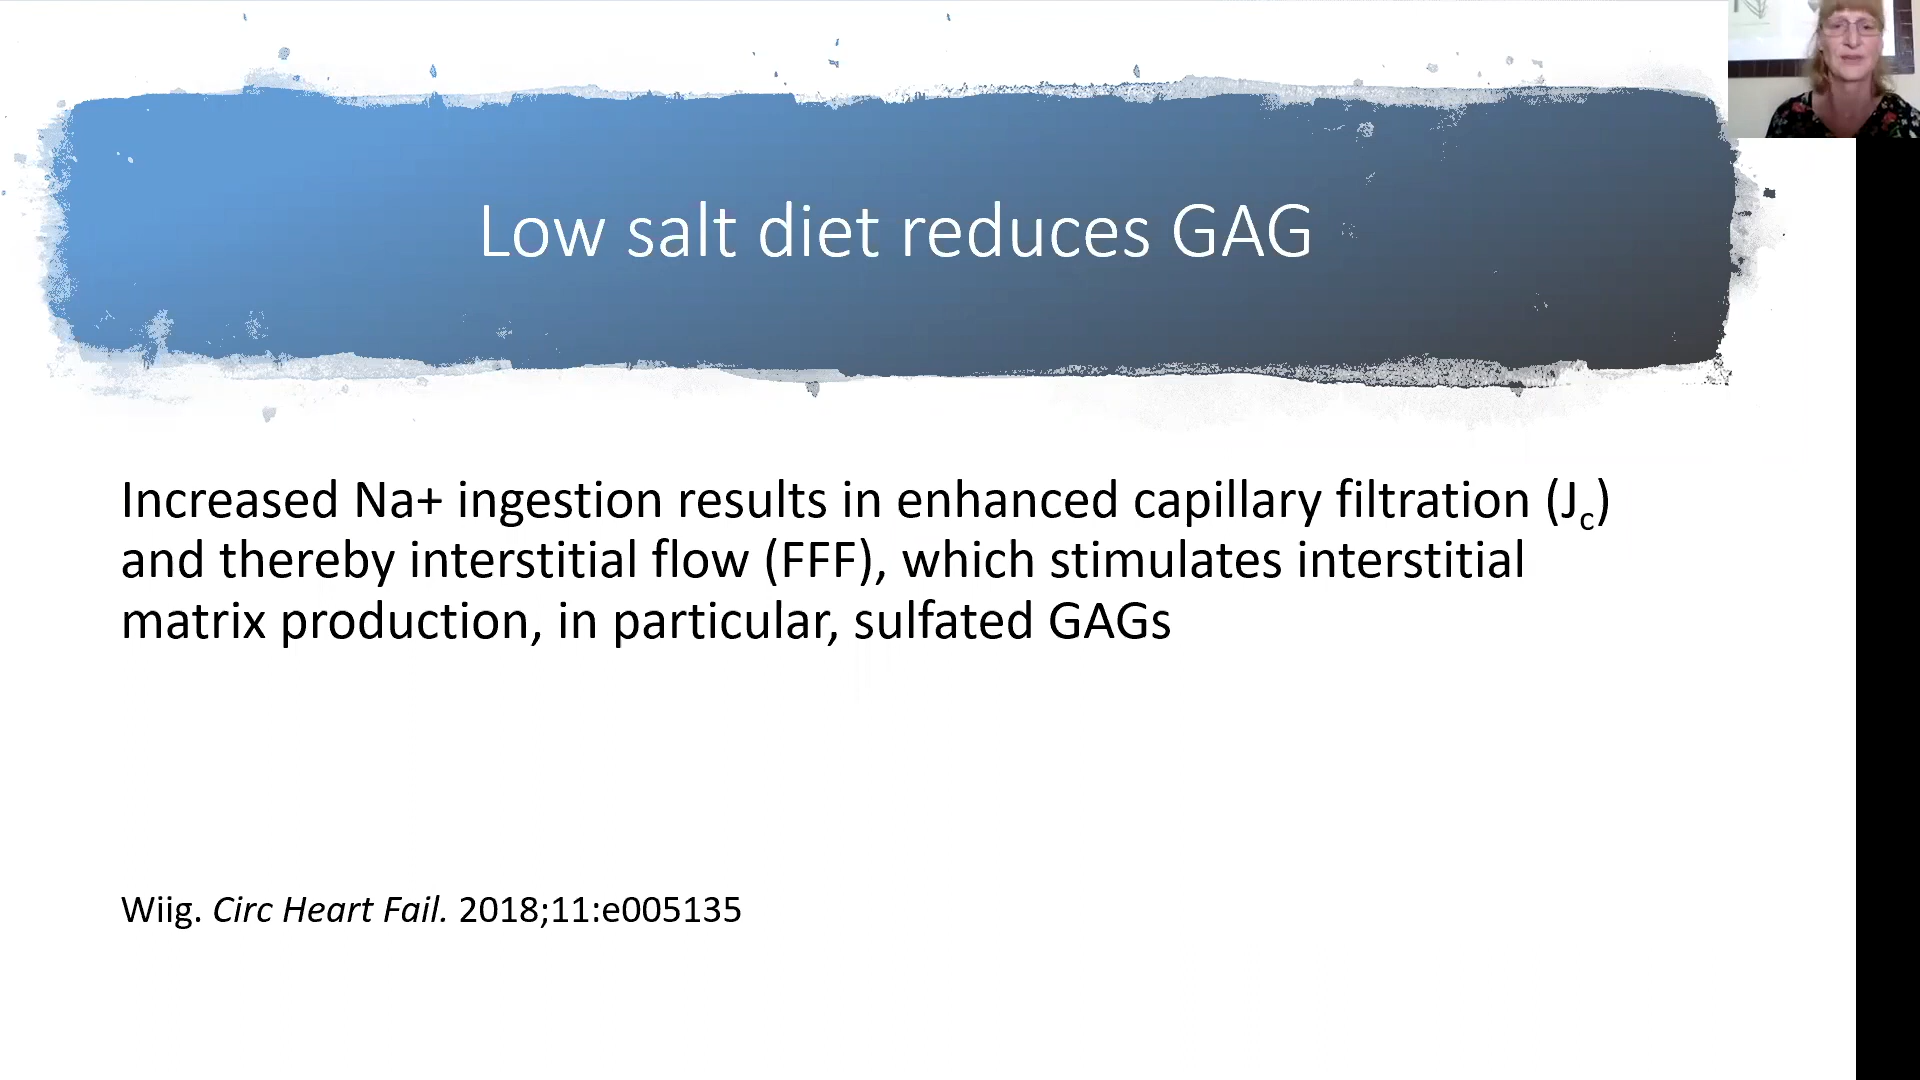 Low salt diet reduces GAG
Increased Na+ ingestion results in enhanced capillary filtration (Jc)
and thereby interstitial flow (FFF), which stimulates interstitial
matrix production, in particular, sulfated GAGs
Wiig. Circ Heart Fail. 2018;11:e005135